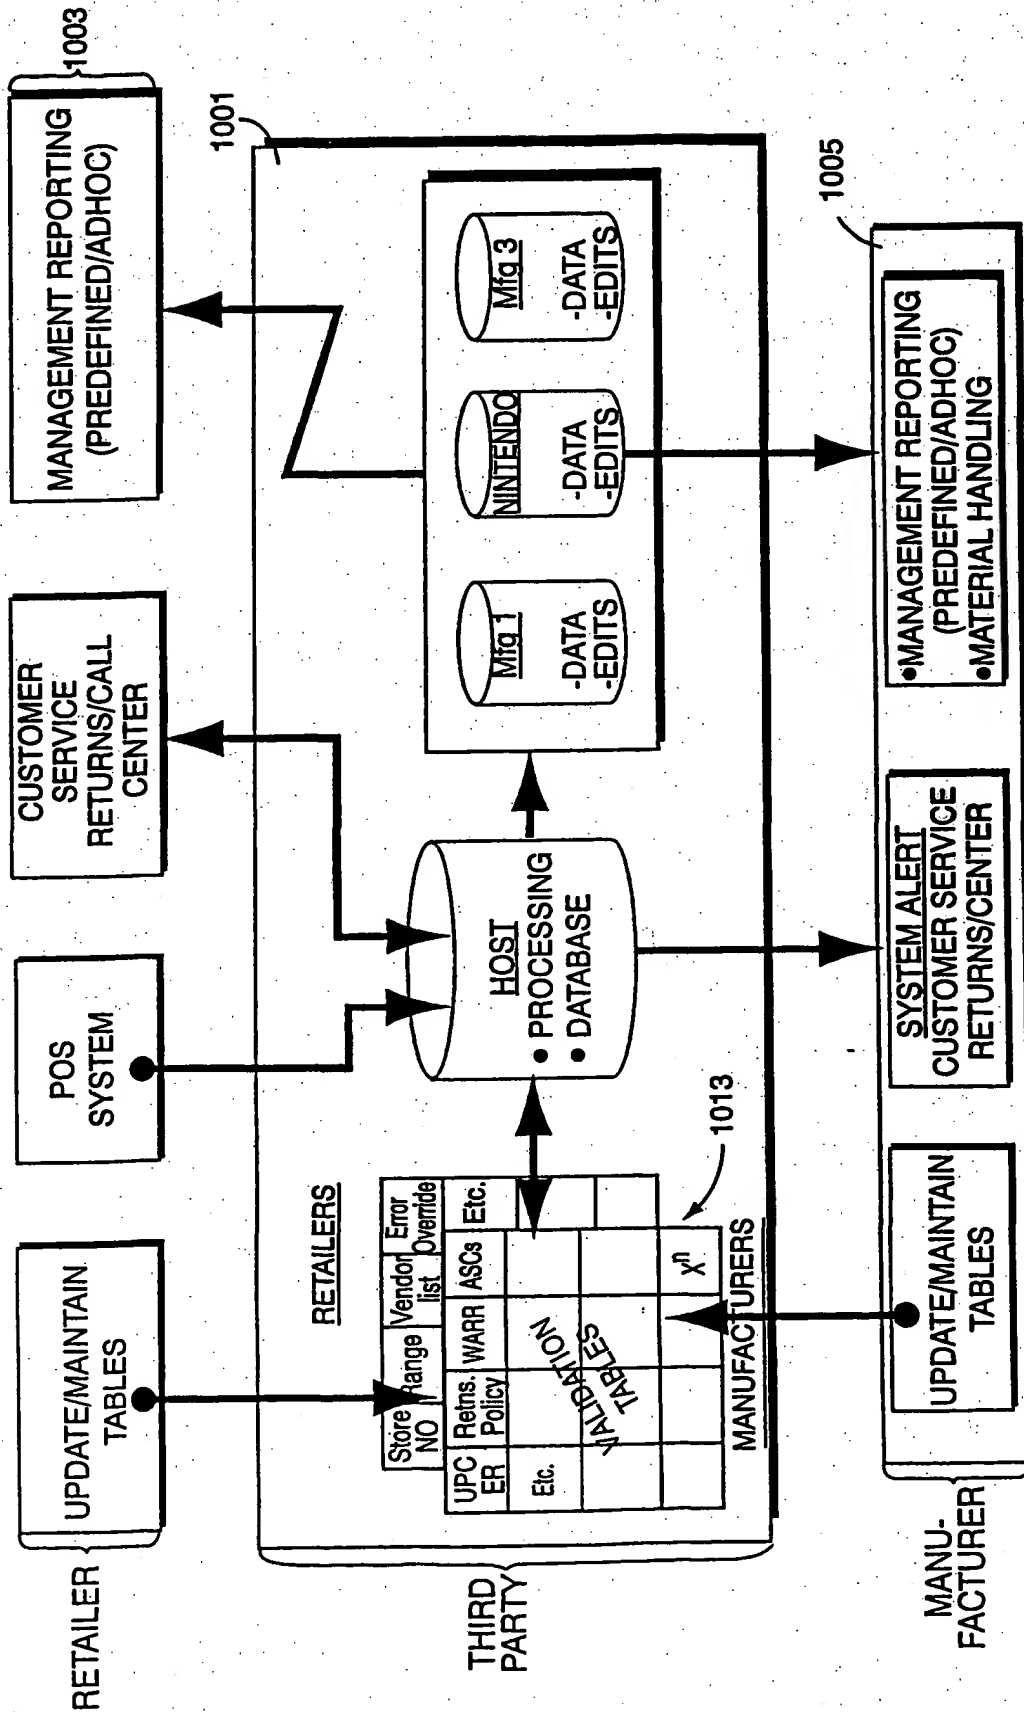 RETAILER
UPDATE/MAINTAIN
TABLES
POS
SYSTEM
CUSTOMER
SERVICE
RETURNS/CALL
CENTER
MANAGEMENT REPORTING
(PREDEFINED/ADHOC)
1003
THIRD
PARTY
1001
RETAILERS
Store
NO
Range
Vendor
list
Error
Override
UPC
ER
Retns.
Policy
WARR
ASCs
Etc.
Etc.
VALIDATION
TABLES
Xn
MANUFACTURERS
1013
HOST
• PROCESSING
• DATABASE
Mfg 1
-DATA
-EDITS
NINTENDO
-DATA
-EDITS
Mfg 3
-DATA
-EDITS
MANU-
FACTURER
UPDATE/MAINTAIN
TABLES
SYSTEM ALERT
CUSTOMER SERVICE
RETURNS/CENTER
•MANAGEMENT REPORTING
(PREDEFINED/ADHOC)
•MATERIAL HANDLING
1005